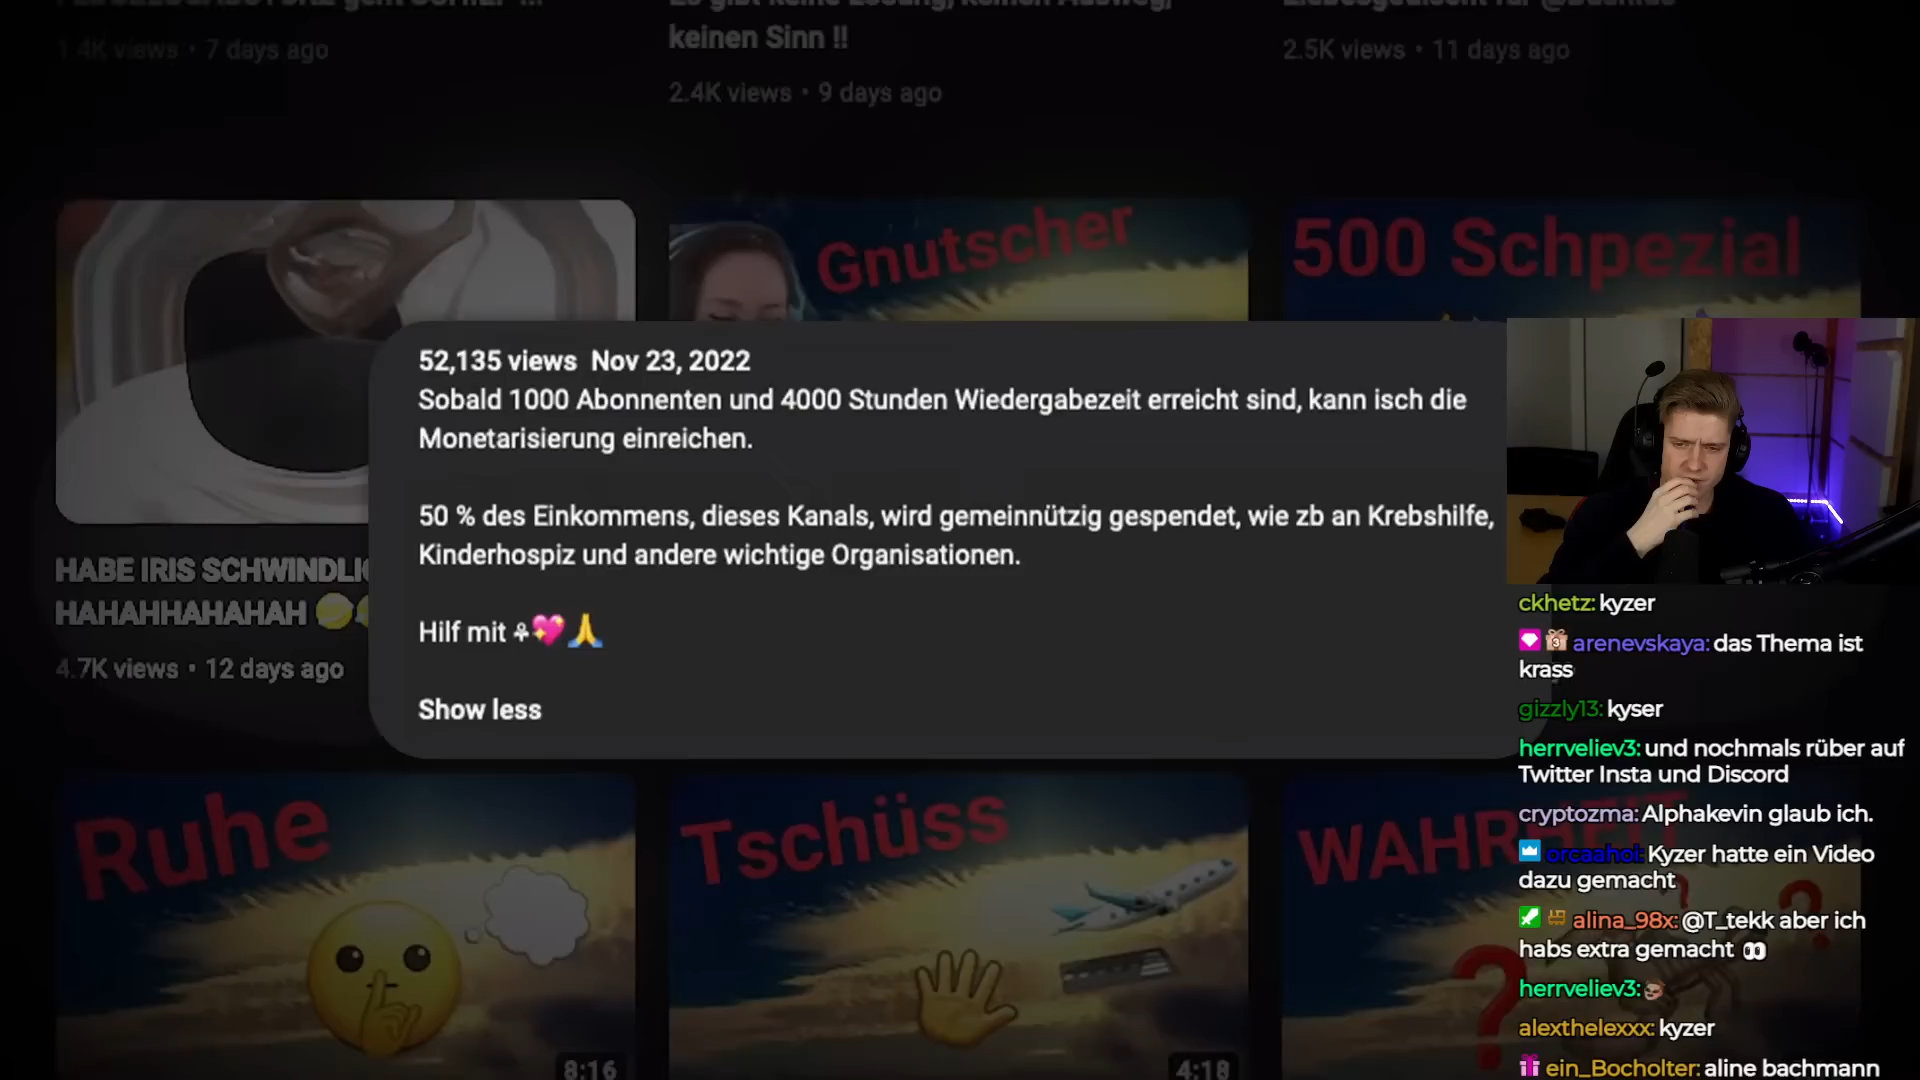 keinen Sinn !!
1.4K views • 7 days ago
2.4K views • 9 days ago
2.5K views • 11 days ago
Gnutscher
500 Schpezial
52,135 views Nov 23, 2022
Sobald 1000 Abonnenten und 4000 Stunden Wiedergabezeit erreicht sind, kann isch die
Monetarisierung einreichen.
50 % des Einkommens, dieses Kanals, wird gemeinnützig gespendet, wie zb an Krebshilfe,
Kinderhospiz und andere wichtige Organisationen.
Hilf mit ⚘💖🙏
Show less
HABE IRIS
HAHAHHAHAHAH
4.7K views • 12 days ago
Ruhe
8:16
Tschüss
4:18
WAHRHEIT
ckhetz: kyzer
arenevskaya: das Thema ist
krass
gizzly13: kyser
herrveliev3: und nochmals rüber auf
Twitter Insta und Discord
cryptozma: Alphakevin glaub ich.
orcaahoi: Kyzer hatte ein Video
dazu gemacht
alina_98x: @T_tekk aber ich
habs extra gemacht 👀
herrveliev3:
alexthelexxx: kyzer
ein_Bocholter: aline bachmann